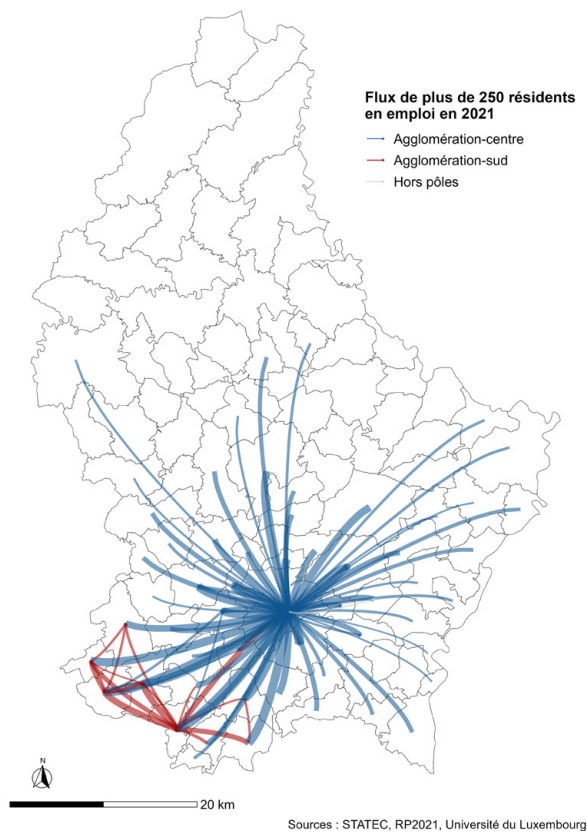 Flux de plus de 250 résidents
en emploi en 2021
Agglomération-centre
Agglomération-sud
Hors pôles
N
20 km
Sources : STATEC, RP2021, Université du Luxembourg